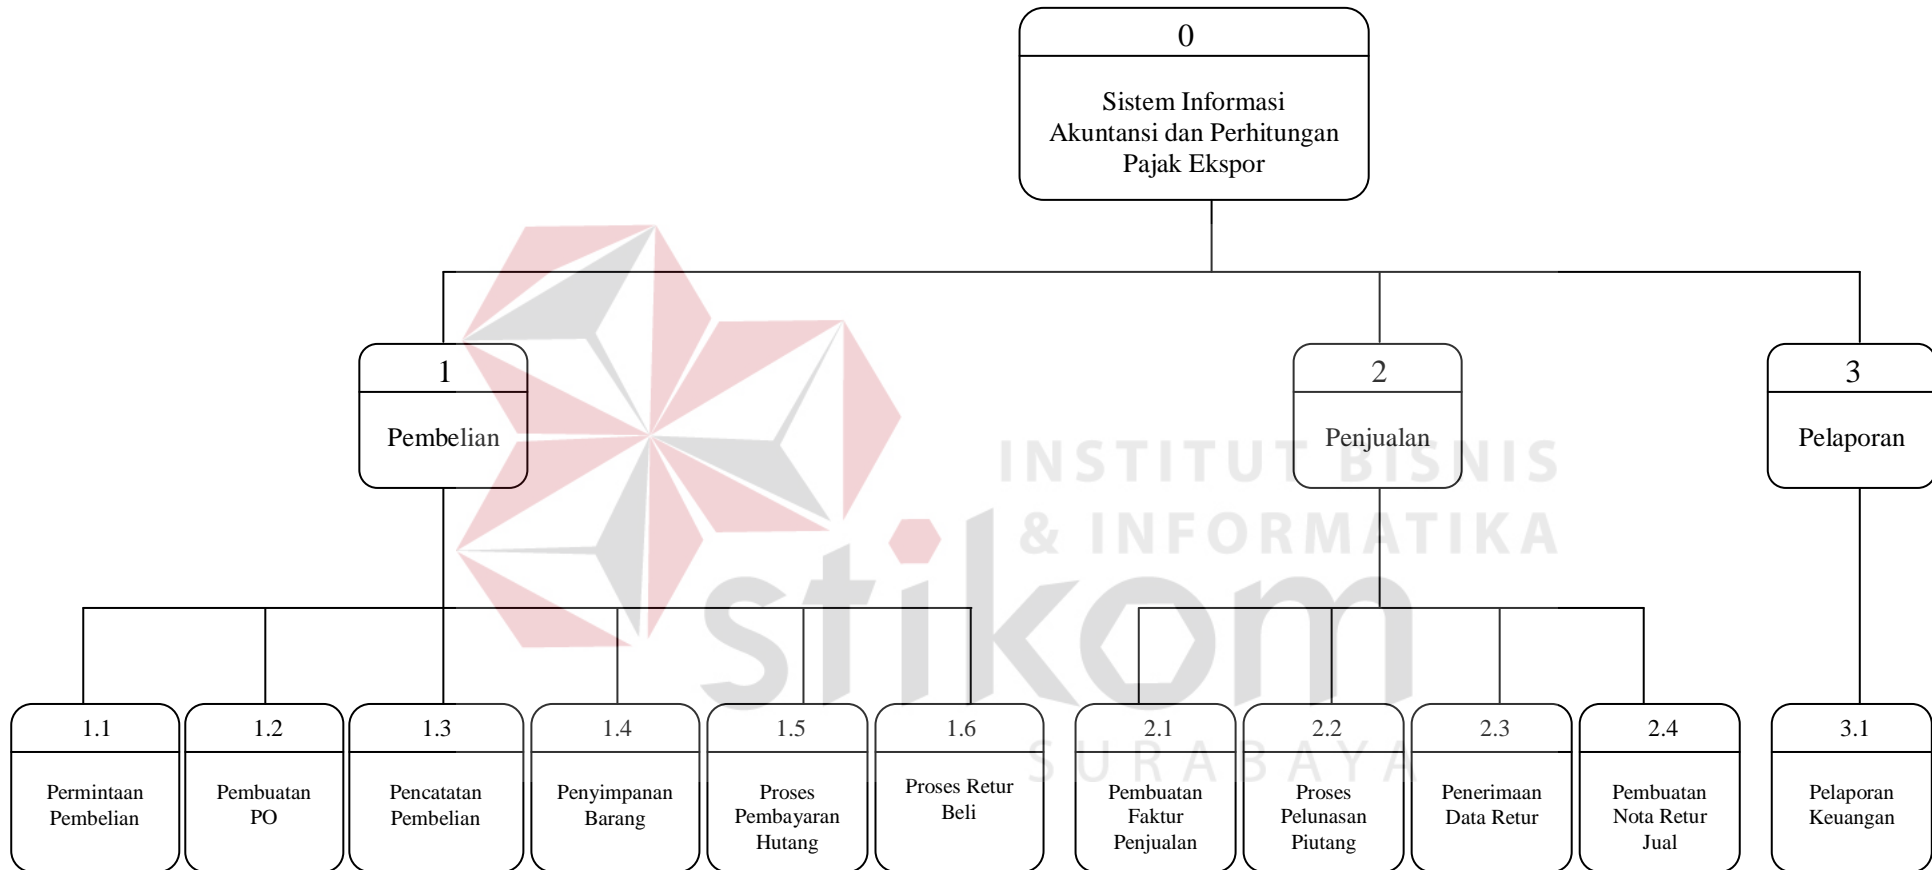 0
Sistem Informasi
Akuntansi dan Perhitungan
Pajak Ekspor
1
Pembelian
2
Penjualan
3
Pelaporan
INSTITUT BISNIS
& INFORMATIKA
stikom
SURABAYA
1.1
Permintaan
Pembelian
1.2
Pembuatan
PO
1.3
Pencatatan
Pembelian
1.4
Penyimpanan
Barang
1.5
Proses
Pembayaran
Hutang
1.6
Proses Retur
Beli
2.1
Pembuatan
Faktur
Penjualan
2.2
Proses
Pelunasan
Piutang
2.3
Penerimaan
Data Retur
2.4
Pembuatan
Nota Retur
Jual
3.1
Pelaporan
Keuangan